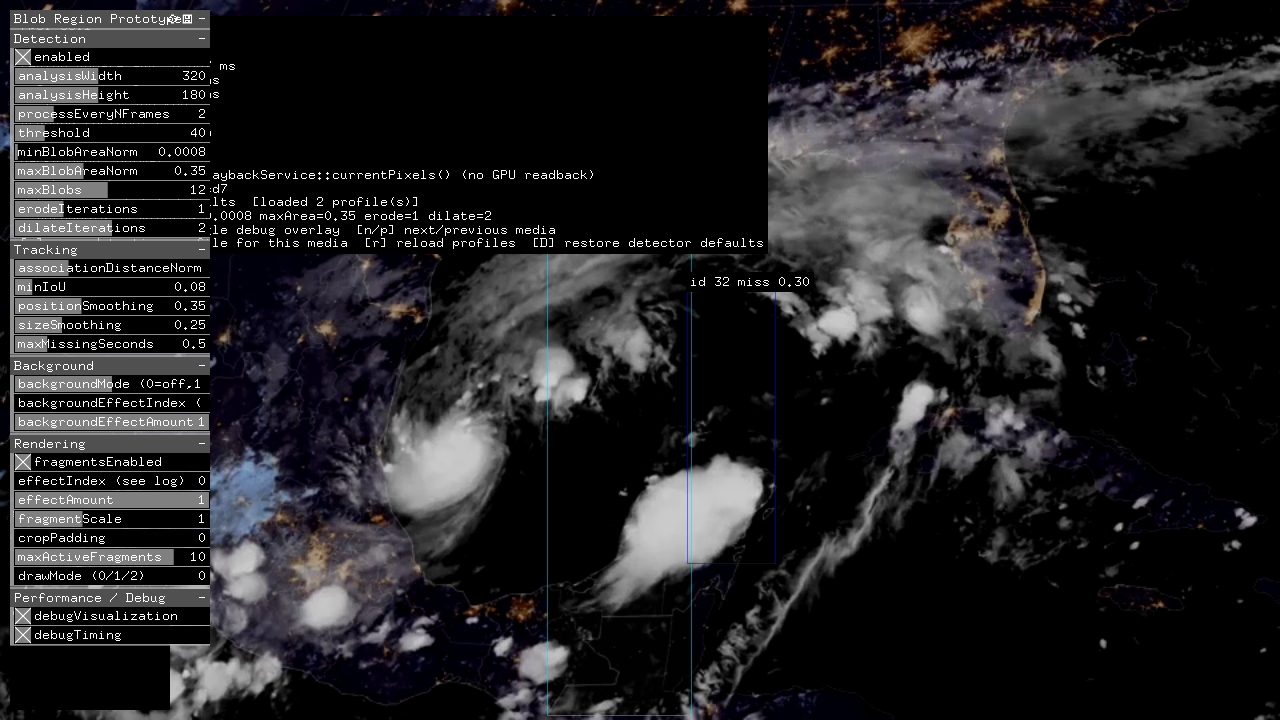 Blob Region Prototype
Detection
enabled
analysisWidth 320
ms
analysisHeight 180
processEveryNFrames 2
threshold 40
minBlobAreaNorm 0.0008
maxBlobAreaNorm 0.35
aybackService::currentPixels() (no GPU readback)
maxBlobs 12
d7
lts [loaded 2 profile(s)]
erodeIterations 1
.0008 maxArea=0.35 erode=1 dilate=2
dilateIterations 2
le debug overlay [n/p] next/previous media
le for this media [r] reload profiles [D] restore detector defaults
Tracking
associationDistanceNorm
id 32 miss 0.30
minIoU 0.08
positionSmoothing 0.35
sizeSmoothing 0.25
maxMissingSeconds 0.5
Background
backgroundMode (0=off,1
backgroundEffectIndex (
backgroundEffectAmount 1
Rendering
fragmentsEnabled
effectIndex (see log) 0
effectAmount 1
fragmentScale 1
cropPadding 0
maxActiveFragments 10
drawMode (0/1/2) 0
Performance / Debug
debugVisualization
debugTiming